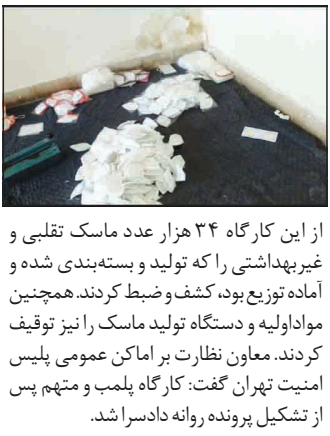 از این کارگاه ۳۴ هزار عدد ماسک تقلبی و
غیربهداشتی را که تولید و بسته‌بندی شده و
آماده توزیع بود، کشف و ضبط کردند. همچنین
مواداولیه و دستگاه تولید ماسک را نیز توقیف
کردند. معاون نظارت بر اماکن عمومی پلیس
امنیت تهران گفت: کارگاه پلمب و متهم پس
از تشکیل پرونده روانه دادسرا شد.